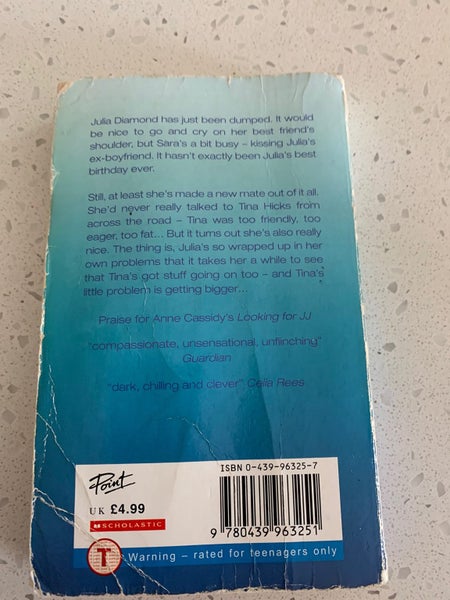 Julia Diamond has just been dumped. It would
be nice to go and cry on her best friend's
shoulder, but Sara's a bit busy – kissing Julia's
ex-boyfriend. It hasn't exactly been Julia's best
birthday ever.
Still, at least she's made a new mate out of it all.
She'd never really talked to Tina Hicks from
across the road – Tina was too friendly, too
eager, too fat... But it turns out she's also really
nice. The thing is, Julia's so wrapped up in her
own problems that it takes her a while to see
that Tina's got stuff going on too – and Tina's
little problem is getting bigger...
Praise for Anne Cassidy's Looking for JJ
"compassionate, unsensational, unflinching"
Guardian
"dark, chilling and clever" Celia Rees
Point
UK £4.99
SCHOLASTIC
ISBN 0-439-96325-7
9 780439 963251
T Warning – rated for teenagers only